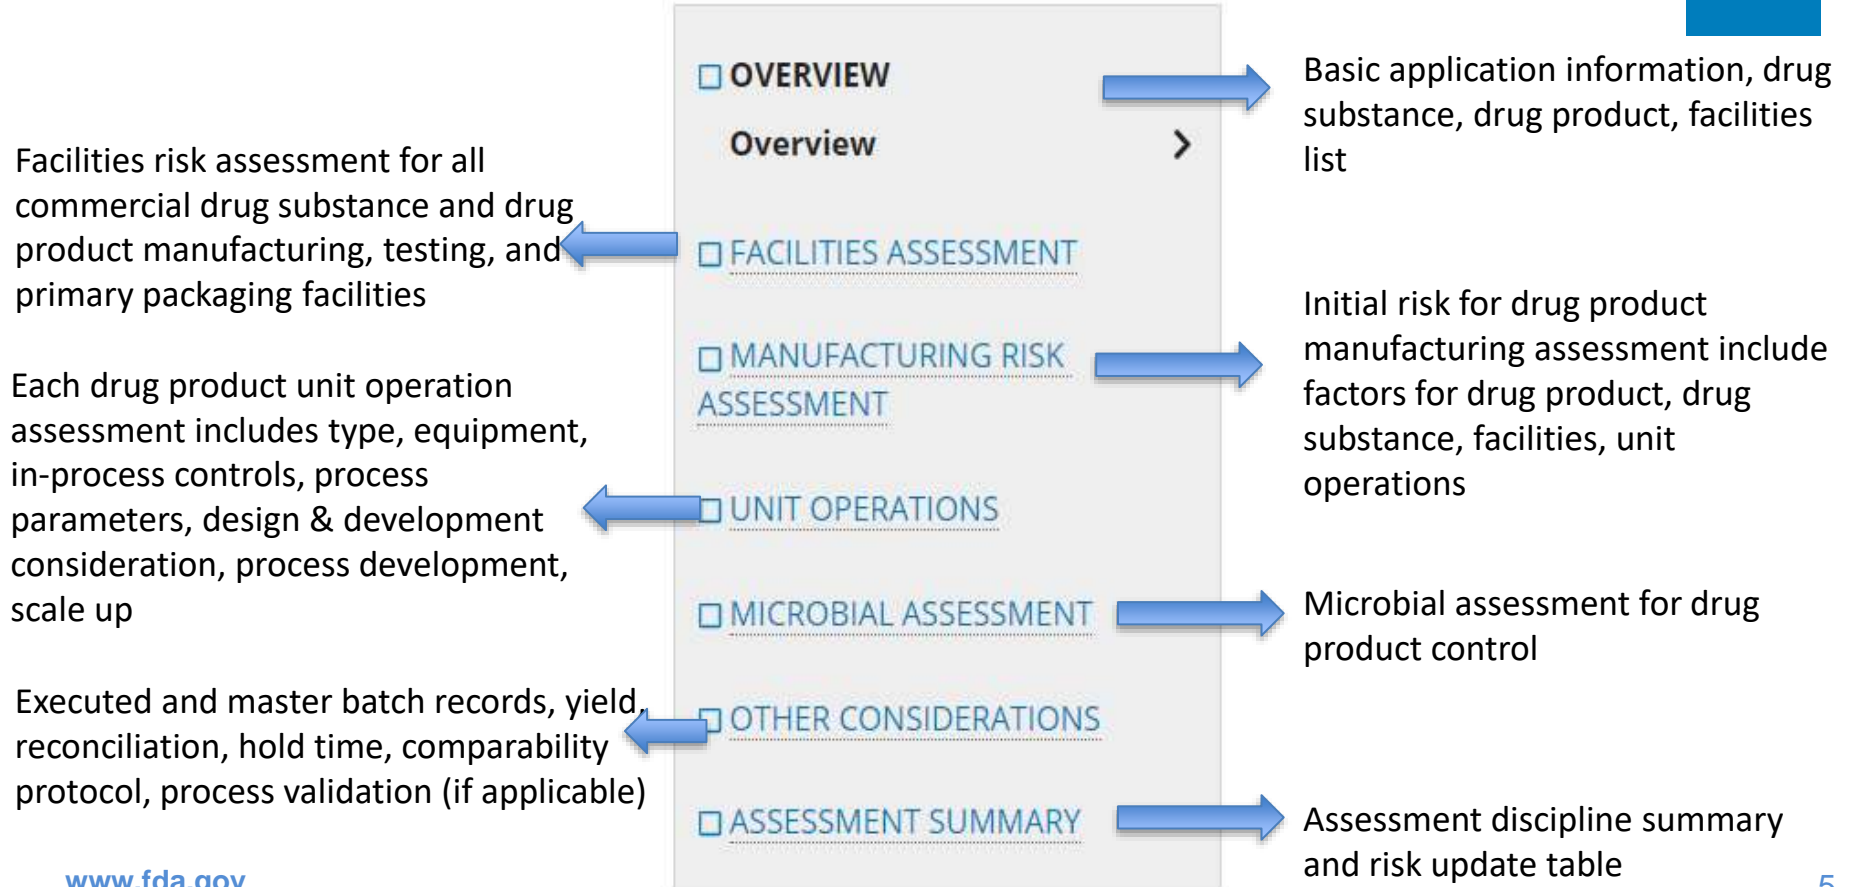 OVERVIEW
Overview
Basic application information, drug
substance, drug product, facilities
list
Facilities risk assessment for all
commercial drug substance and drug
product manufacturing, testing, and
primary packaging facilities
FACILITIES ASSESSMENT
MANUFACTURING RISK
ASSESSMENT
Initial risk for drug product
manufacturing assessment include
factors for drug product, drug
substance, facilities, unit
operations
Each drug product unit operation
assessment includes type, equipment,
in-process controls, process
parameters, design & development
consideration, process development,
scale up
UNIT OPERATIONS
MICROBIAL ASSESSMENT
Microbial assessment for drug
product control
Executed and master batch records, yield,
reconciliation, hold time, comparability
protocol, process validation (if applicable)
OTHER CONSIDERATIONS
ASSESSMENT SUMMARY
Assessment discipline summary
and risk update table
www.fda.gov
5